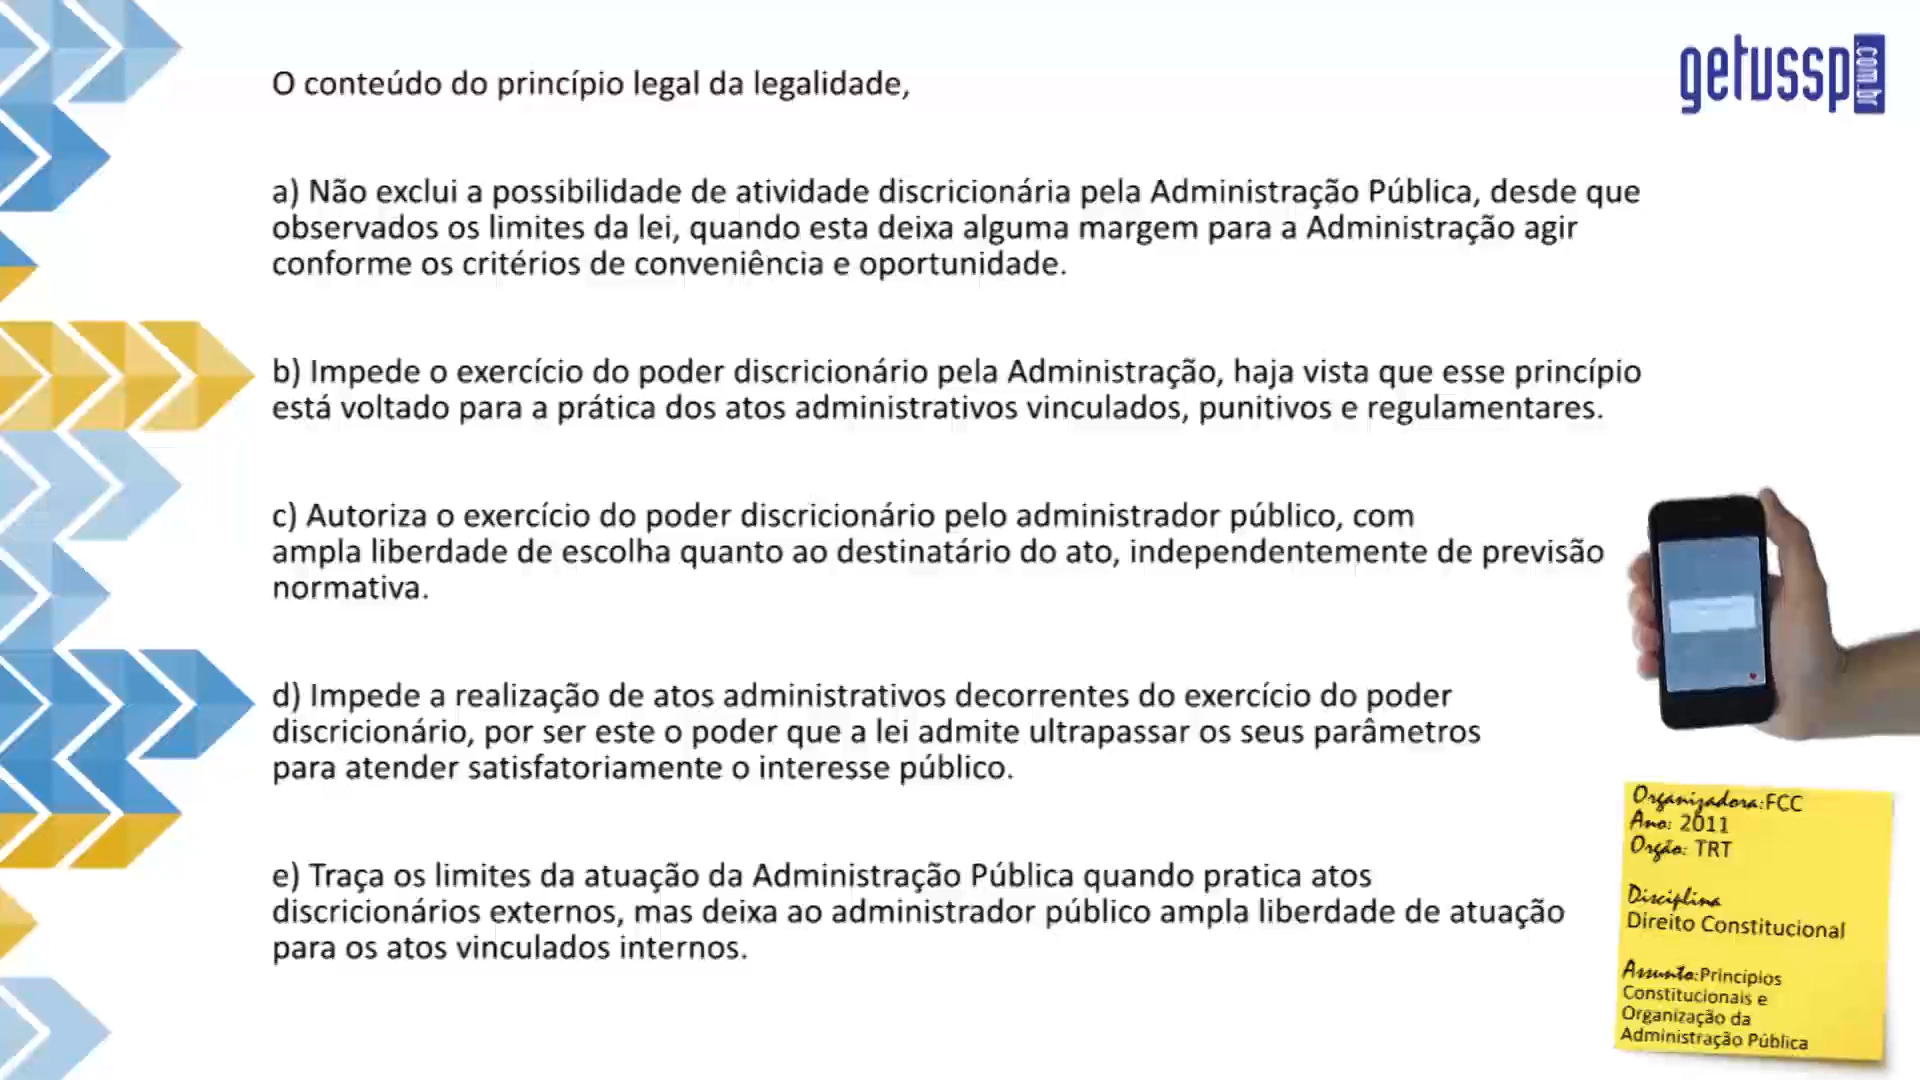 O conteúdo do princípio legal da legalidade,
getussp.com.br
a) Não exclui a possibilidade de atividade discricionária pela Administração Pública, desde que
observados os limites da lei, quando esta deixa alguma margem para a Administração agir
conforme os critérios de conveniência e oportunidade.
b) Impede o exercício do poder discricionário pela Administração, haja vista que esse princípio
está voltado para a prática dos atos administrativos vinculados, punitivos e regulamentares.
c) Autoriza o exercício do poder discricionário pelo administrador público, com
ampla liberdade de escolha quanto ao destinatário do ato, independentemente de previsão
normativa.
d) Impede a realização de atos administrativos decorrentes do exercício do poder
discricionário, por ser este o poder que a lei admite ultrapassar os seus parâmetros
para atender satisfatoriamente o interesse público.
e) Traça os limites da atuação da Administração Pública quando pratica atos
discricionários externos, mas deixa ao administrador público ampla liberdade de atuação
para os atos vinculados internos.
Organizadora:FCC
Ano: 2011
Orgão: TRT
Disciplina
Direito Constitucional
Assunto:Princípios
Constitucionais e
Organização da
Administração Pública